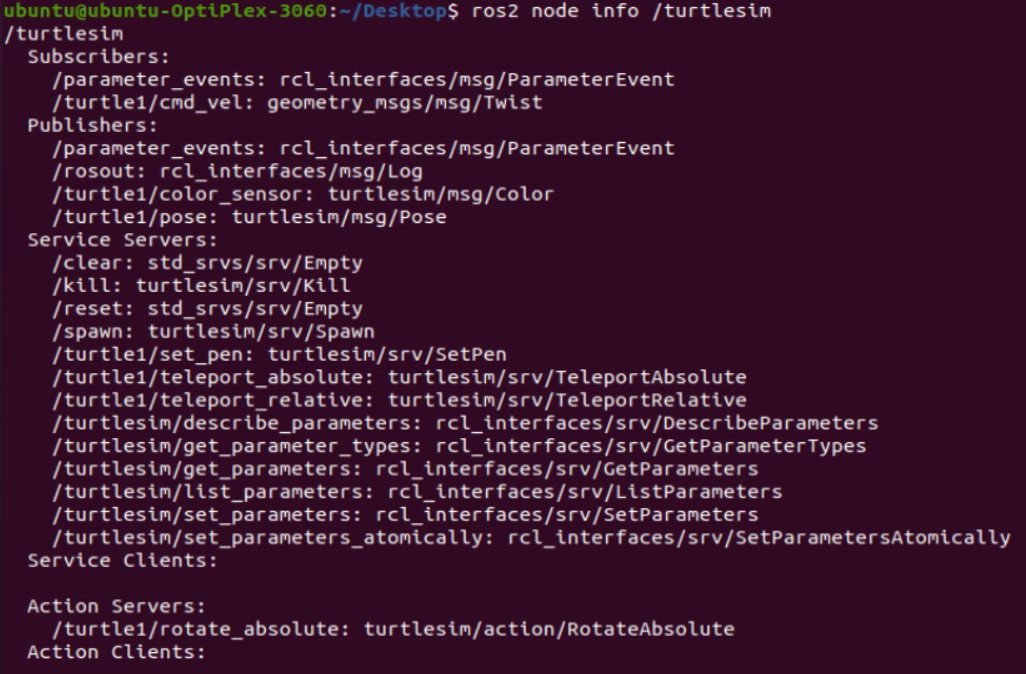 ubuntu@ubuntu-OptiPlex-3060:~/Desktop$ ros2 node info /turtlesim
/turtlesim
  Subscribers:
    /parameter_events: rcl_interfaces/msg/ParameterEvent
    /turtle1/cmd_vel: geometry_msgs/msg/Twist
  Publishers:
    /parameter_events: rcl_interfaces/msg/ParameterEvent
    /rosout: rcl_interfaces/msg/Log
    /turtle1/color_sensor: turtlesim/msg/Color
    /turtle1/pose: turtlesim/msg/Pose
  Service Servers:
    /clear: std_srvs/srv/Empty
    /kill: turtlesim/srv/Kill
    /reset: std_srvs/srv/Empty
    /spawn: turtlesim/srv/Spawn
    /turtle1/set_pen: turtlesim/srv/SetPen
    /turtle1/teleport_absolute: turtlesim/srv/TeleportAbsolute
    /turtle1/teleport_relative: turtlesim/srv/TeleportRelative
    /turtlesim/describe_parameters: rcl_interfaces/srv/DescribeParameters
    /turtlesim/get_parameter_types: rcl_interfaces/srv/GetParameterTypes
    /turtlesim/get_parameters: rcl_interfaces/srv/GetParameters
    /turtlesim/list_parameters: rcl_interfaces/srv/ListParameters
    /turtlesim/set_parameters: rcl_interfaces/srv/SetParameters
    /turtlesim/set_parameters_atomically: rcl_interfaces/srv/SetParametersAtomically
  Service Clients:

  Action Servers:
    /turtle1/rotate_absolute: turtlesim/action/RotateAbsolute
  Action Clients: